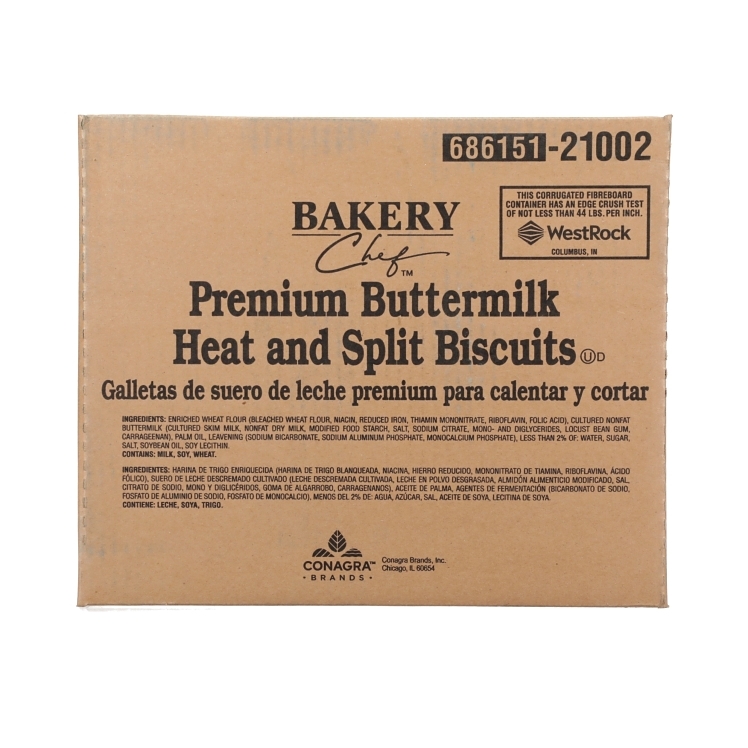 686151-21002
THIS CORRUGATED FIBREBOARD
CONTAINER HAS AN EDGE CRUSH TEST
OF NOT LESS THAN 44 LBS. PER INCH.
WestRock
COLUMBUS, IN
BAKERY
Chef™
Premium Buttermilk
Heat and Split Biscuits ⓊD
Galletas de suero de leche premium para calentar y cortar
INGREDIENTS: ENRICHED WHEAT FLOUR (BLEACHED WHEAT FLOUR, NIACIN, REDUCED IRON, THIAMIN MONONITRATE, RIBOFLAVIN, FOLIC ACID), CULTURED NONFAT
BUTTERMILK (CULTURED SKIM MILK, NONFAT DRY MILK, MODIFIED FOOD STARCH, SALT, SODIUM CITRATE, MONO- AND DIGLYCERIDES, LOCUST BEAN GUM,
CARRAGEENAN), PALM OIL, LEAVENING (SODIUM BICARBONATE, SODIUM ALUMINUM PHOSPHATE, MONOCALCIUM PHOSPHATE), LESS THAN 2% OF: WATER, SUGAR,
SALT, SOYBEAN OIL, SOY LECITHIN.
CONTAINS: MILK, SOY, WHEAT.
INGREDIENTES: HARINA DE TRIGO ENRIQUECIDA (HARINA DE TRIGO BLANQUEADA, NIACINA, HIERRO REDUCIDO, MONONITRATO DE TIAMINA, RIBOFLAVINA, ÁCIDO
FÓLICO), SUERO DE LECHE DESCREMADO CULTIVADO (LECHE DESCREMADA CULTIVADA, LECHE EN POLVO DESGRASADA, ALMIDÓN ALIMENTICIO MODIFICADO, SAL,
CITRATO DE SODIO, MONO Y DIGLICÉRIDOS, GOMA DE ALGARROBO, CARRAGENANOS), ACEITE DE PALMA, AGENTES DE FERMENTACIÓN (BICARBONATO DE SODIO,
FOSFATO DE ALUMINIO DE SODIO, FOSFATO DE MONOCALCIO), MENOS DEL 2% DE: AGUA, AZÚCAR, SAL, ACEITE DE SOYA, LECITINA DE SOYA.
CONTIENE: LECHE, SOYA, TRIGO.
CONAGRA™
• BRANDS •
Conagra Brands, Inc.
Chicago, IL 60654